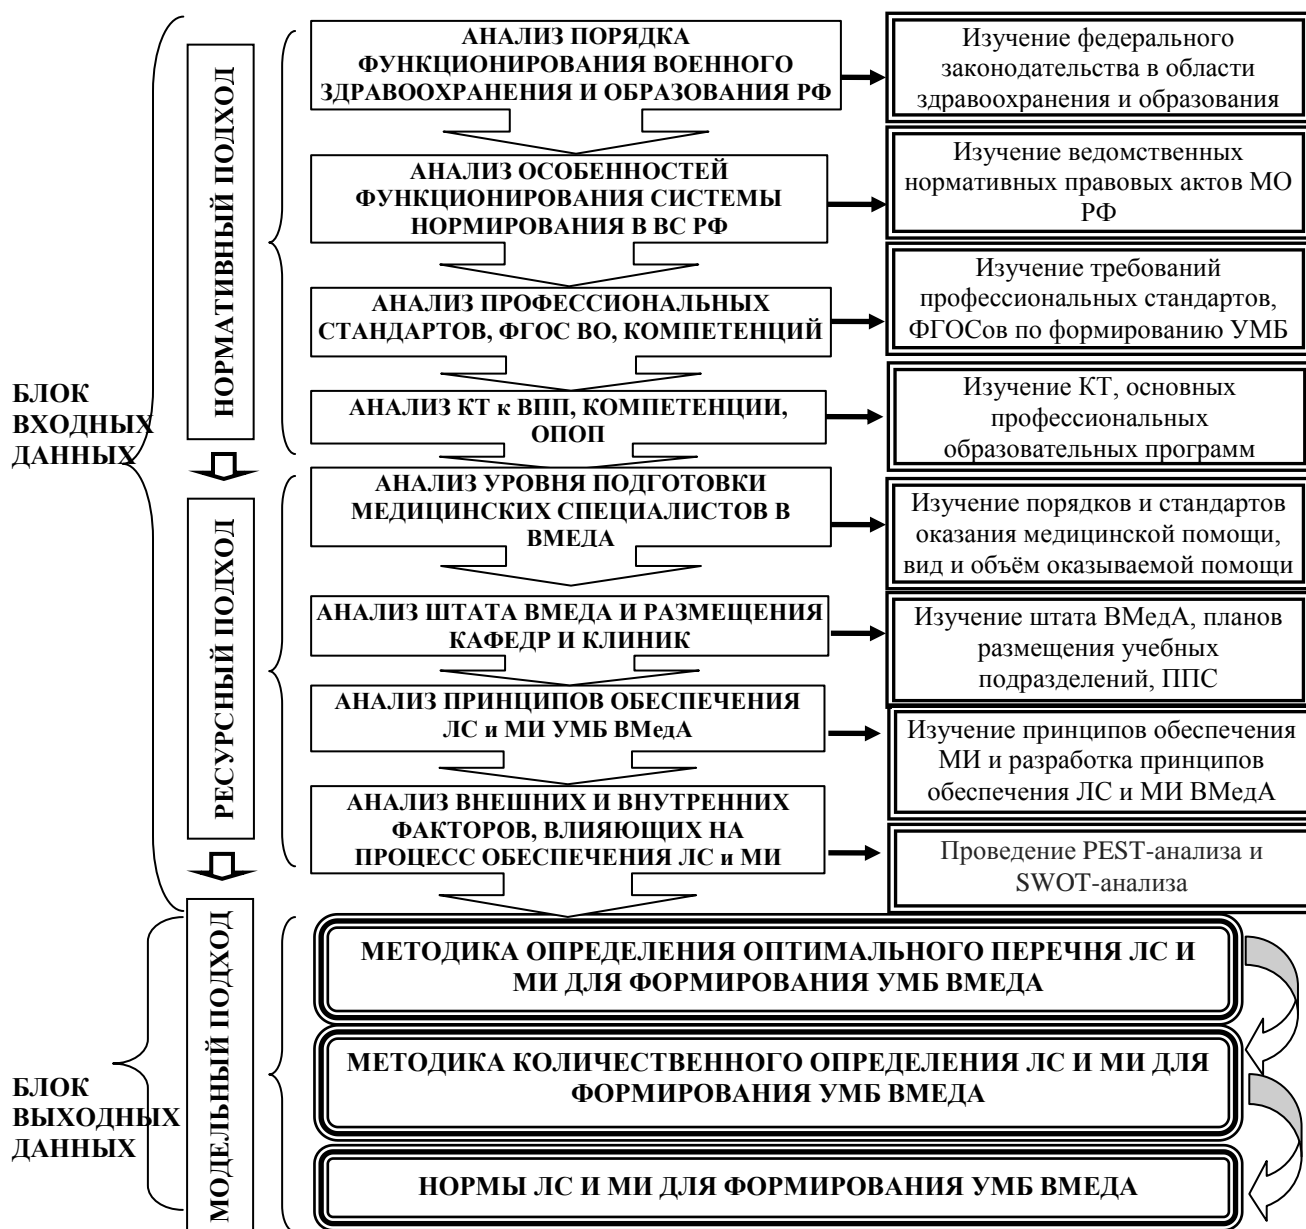 БЛОК
ВХОДНЫХ
ДАННЫХ
НОРМАТИВНЫЙ ПОДХОД
АНАЛИЗ ПОРЯДКА
ФУНКЦИОНИРОВАНИЯ ВОЕННОГО
ЗДРАВООХРАНЕНИЯ И ОБРАЗОВАНИЯ РФ
Изучение федерального
законодательства в области
здравоохранения и образования
АНАЛИЗ ОСОБЕННОСТЕЙ
ФУНКЦИОНИРОВАНИЯ СИСТЕМЫ
НОРМИРОВАНИЯ В ВС РФ
Изучение ведомственных
нормативных правовых актов МО
РФ
АНАЛИЗ ПРОФЕССИОНАЛЬНЫХ
СТАНДАРТОВ, ФГОС ВО, КОМПЕТЕНЦИЙ
Изучение требований
профессиональных стандартов,
ФГОСов по формированию УМБ
АНАЛИЗ КТ к ВПП, КОМПЕТЕНЦИИ,
ОПОП
Изучение КТ, основных
профессиональных
образовательных программ
РЕСУРСНЫЙ ПОДХОД
АНАЛИЗ УРОВНЯ ПОДГОТОВКИ
МЕДИЦИНСКИХ СПЕЦИАЛИСТОВ В
ВМЕДА
Изучение порядков и стандартов
оказания медицинской помощи,
вид и объём оказываемой помощи
АНАЛИЗ ШТАТА ВМЕДА И РАЗМЕЩЕНИЯ
КАФЕДР И КЛИНИК
Изучение штата ВМедА, планов
размещения учебных
подразделений, ППС
АНАЛИЗ ПРИНЦИПОВ ОБЕСПЕЧЕНИЯ
ЛС и МИ УМБ ВМедА
Изучение принципов обеспечения
МИ и разработка принципов
обеспечения ЛС и МИ ВМедА
АНАЛИЗ ВНЕШНИХ И ВНУТРЕННИХ
ФАКТОРОВ, ВЛИЯЮЩИХ НА
ПРОЦЕСС ОБЕСПЕЧЕНИЯ ЛС и МИ
Проведение PEST-анализа и
SWOT-анализа
БЛОК
ВЫХОДНЫХ
ДАННЫХ
МОДЕЛЬНЫЙ ПОДХОД
МЕТОДИКА ОПРЕДЕЛЕНИЯ ОПТИМАЛЬНОГО ПЕРЕЧНЯ ЛС И
МИ ДЛЯ ФОРМИРОВАНИЯ УМБ ВМЕДА
МЕТОДИКА КОЛИЧЕСТВЕННОГО ОПРЕДЕЛЕНИЯ ЛС И МИ ДЛЯ
ФОРМИРОВАНИЯ УМБ ВМЕДА
НОРМЫ ЛС И МИ ДЛЯ ФОРМИРОВАНИЯ УМБ ВМЕДА